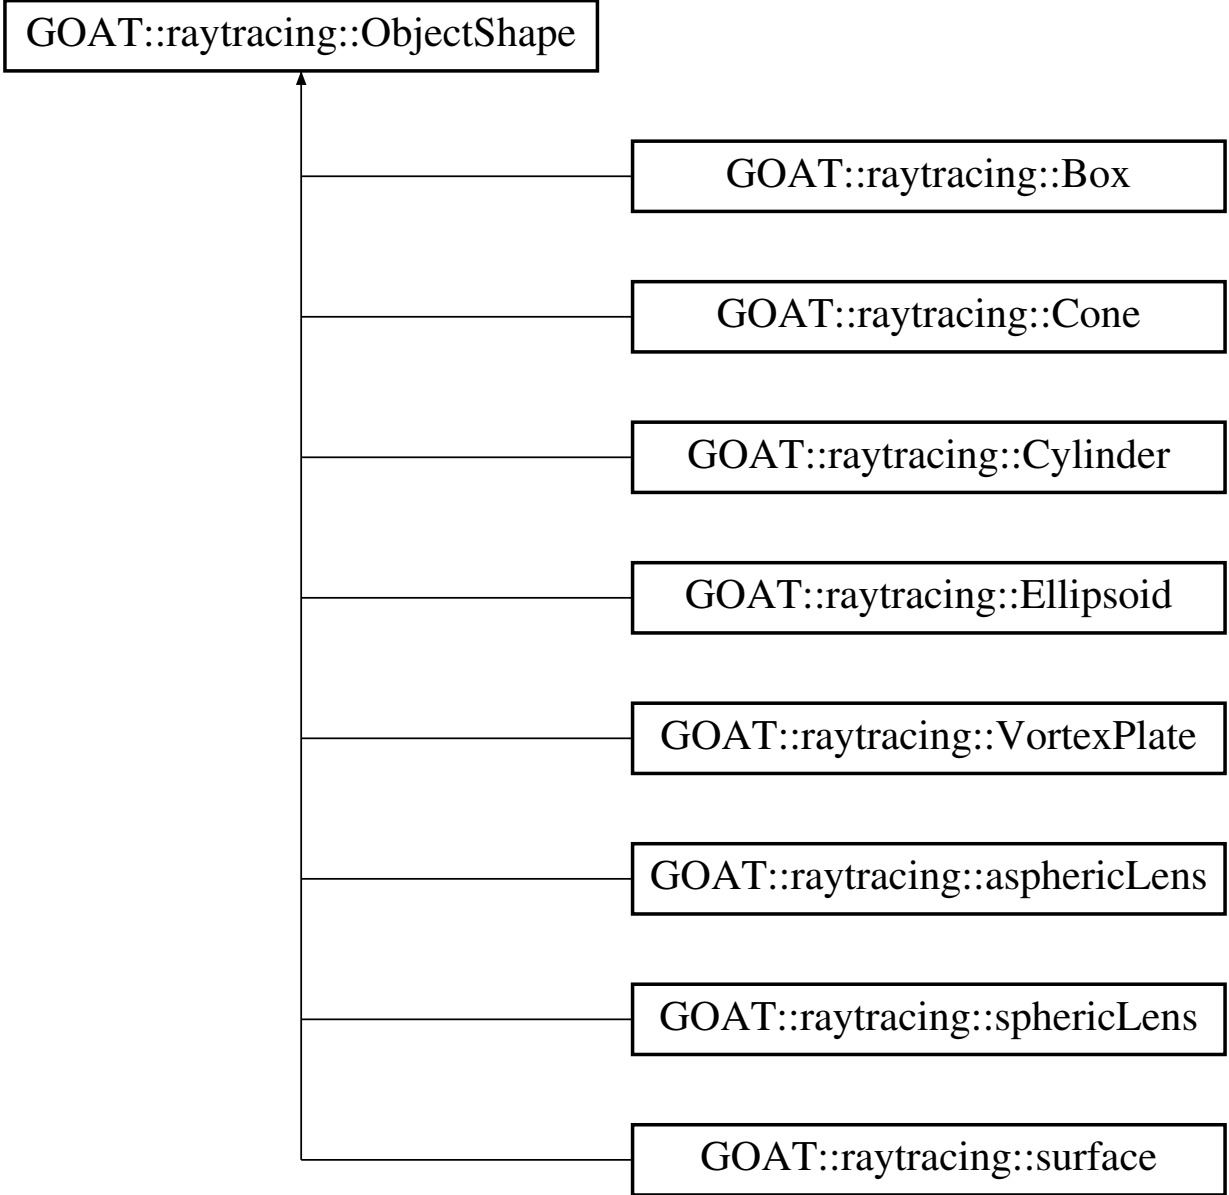 GOAT::raytracing::ObjectShape
GOAT::raytracing::Box
GOAT::raytracing::Cone
GOAT::raytracing::Cylinder
GOAT::raytracing::Ellipsoid
GOAT::raytracing::VortexPlate
GOAT::raytracing::asphericLens
GOAT::raytracing::sphericLens
GOAT::raytracing::surface